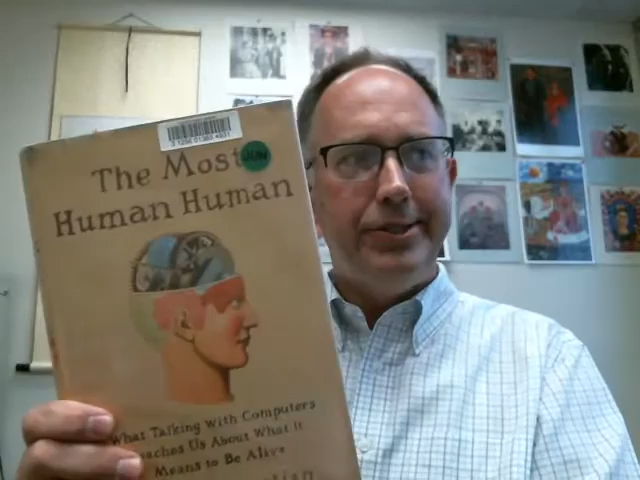 The Most
Human Human
What Talking with Computers
Teaches Us About What It
Means to Be Alive